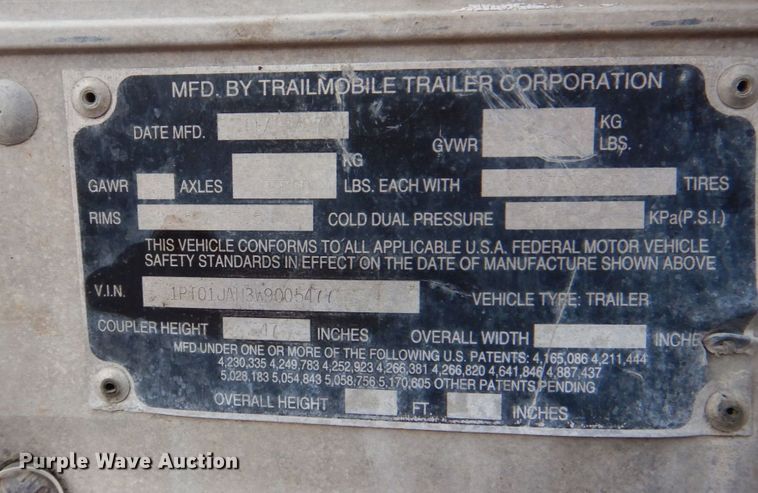 MFD. BY TRAILMOBILE TRAILER CORPORATION
DATE MFD. GVWR KG LBS.
GAWR AXLES KG LBS. EACH WITH TIRES
RIMS COLD DUAL PRESSURE KPa(P.S.I.)
THIS VEHICLE CONFORMS TO ALL APPLICABLE U.S.A. FEDERAL MOTOR VEHICLE
SAFETY STANDARDS IN EFFECT ON THE DATE OF MANUFACTURE SHOWN ABOVE
V.I.N. VEHICLE TYPE: TRAILER
COUPLER HEIGHT 47 INCHES OVERALL WIDTH
MFD UNDER ONE OR MORE OF THE FOLLOWING U.S. PATENTS: 4,165,086 4,211,444
4,230,335 4,249,783 4,252,923 4,266,381 4,266,820 4,641,846 4,887,437
5,028,183 5,054,843 5,058,756 5,170,605 OTHER PATENTS PENDING
OVERALL HEIGHT FT. INCHES
Purple Wave Auction